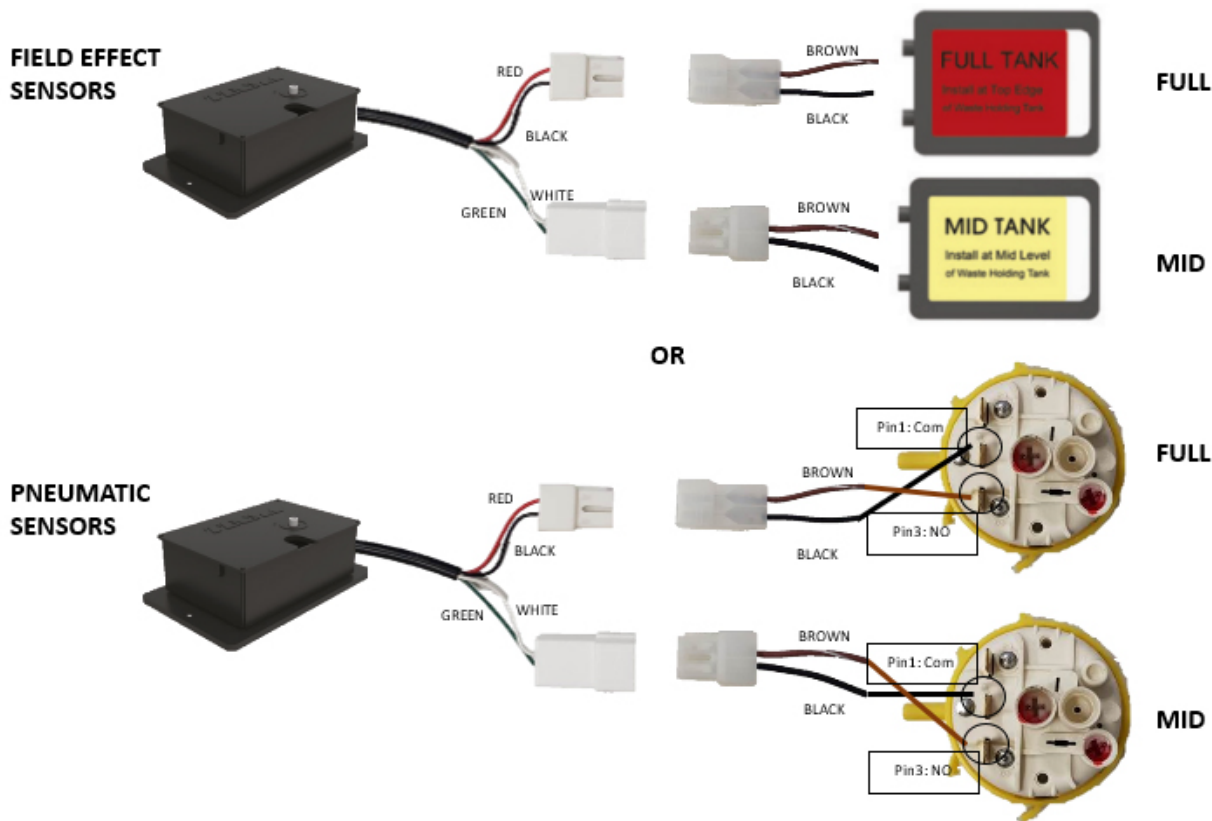 FIELD EFFECT
SENSORS
RED
BLACK
WHITE
GREEN
BROWN
BLACK
FULL TANK
Install at Top Edge
of Waste Holding Tank
FULL
BROWN
BLACK
MID TANK
Install at Mid Level
of Waste Holding Tank
MID
OR
PNEUMATIC
SENSORS
RED
BLACK
WHITE
GREEN
BROWN
BLACK
Pin1: Com
Pin3: NO
FULL
BROWN
BLACK
Pin1: Com
Pin3: NO
MID